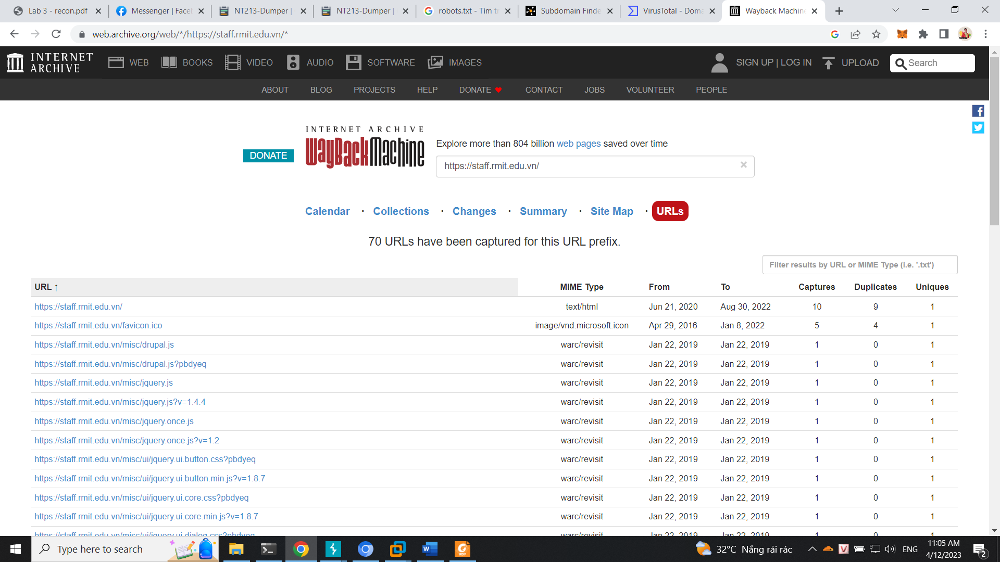 Lab 3 - recon.pdf
Messenger | Faceb
NT213-Dumper |
NT213-Dumper |
robots.txt - Tìm tr
Subdomain Finde
VirusTotal - Doma
Wayback Machine
web.archive.org/web/*/https://staff.rmit.edu.vn/*
INTERNET ARCHIVE
WEB
BOOKS
VIDEO
AUDIO
SOFTWARE
IMAGES
SIGN UP | LOG IN
UPLOAD
Search
ABOUT
BLOG
PROJECTS
HELP
DONATE
CONTACT
JOBS
VOLUNTEER
PEOPLE
DONATE
INTERNET ARCHIVE
WayBackMachine
Explore more than 804 billion web pages saved over time
https://staff.rmit.edu.vn/
Calendar · Collections · Changes · Summary · Site Map · URLs
70 URLs have been captured for this URL prefix.
Filter results by URL or MIME Type (i.e. '.txt')
URL ↑ MIME Type From To Captures Duplicates Uniques
https://staff.rmit.edu.vn/ text/html Jun 21, 2020 Aug 30, 2022 10 9 1
https://staff.rmit.edu.vn/favicon.ico image/vnd.microsoft.icon Apr 29, 2016 Jan 8, 2022 5 4 1
https://staff.rmit.edu.vn/misc/drupal.js warc/revisit Jan 22, 2019 Jan 22, 2019 1 0 1
https://staff.rmit.edu.vn/misc/drupal.js?pbdyeq warc/revisit Jan 22, 2019 Jan 22, 2019 1 0 1
https://staff.rmit.edu.vn/misc/jquery.js warc/revisit Jan 22, 2019 Jan 22, 2019 1 0 1
https://staff.rmit.edu.vn/misc/jquery.js?v=1.4.4 warc/revisit Jan 22, 2019 Jan 22, 2019 1 0 1
https://staff.rmit.edu.vn/misc/jquery.once.js warc/revisit Jan 22, 2019 Jan 22, 2019 1 0 1
https://staff.rmit.edu.vn/misc/jquery.once.js?v=1.2 warc/revisit Jan 22, 2019 Jan 22, 2019 1 0 1
https://staff.rmit.edu.vn/misc/ui/jquery.ui.button.css?pbdyeq warc/revisit Jan 22, 2019 Jan 22, 2019 1 0 1
https://staff.rmit.edu.vn/misc/ui/jquery.ui.button.min.js?v=1.8.7 warc/revisit Jan 22, 2019 Jan 22, 2019 1 0 1
https://staff.rmit.edu.vn/misc/ui/jquery.ui.core.css?pbdyeq warc/revisit Jan 22, 2019 Jan 22, 2019 1 0 1
https://staff.rmit.edu.vn/misc/ui/jquery.ui.core.min.js?v=1.8.7 warc/revisit Jan 22, 2019 Jan 22, 2019 1 0 1
https://staff.rmit.edu.vn/misc/ui/jquery.ui.dialog.css?pbdyeq warc/revisit Jan 22, 2019 Jan 22, 2019 1 0 1
Type here to search
32°C Nắng rải rác
ENG
11:05 AM
4/12/2023
2